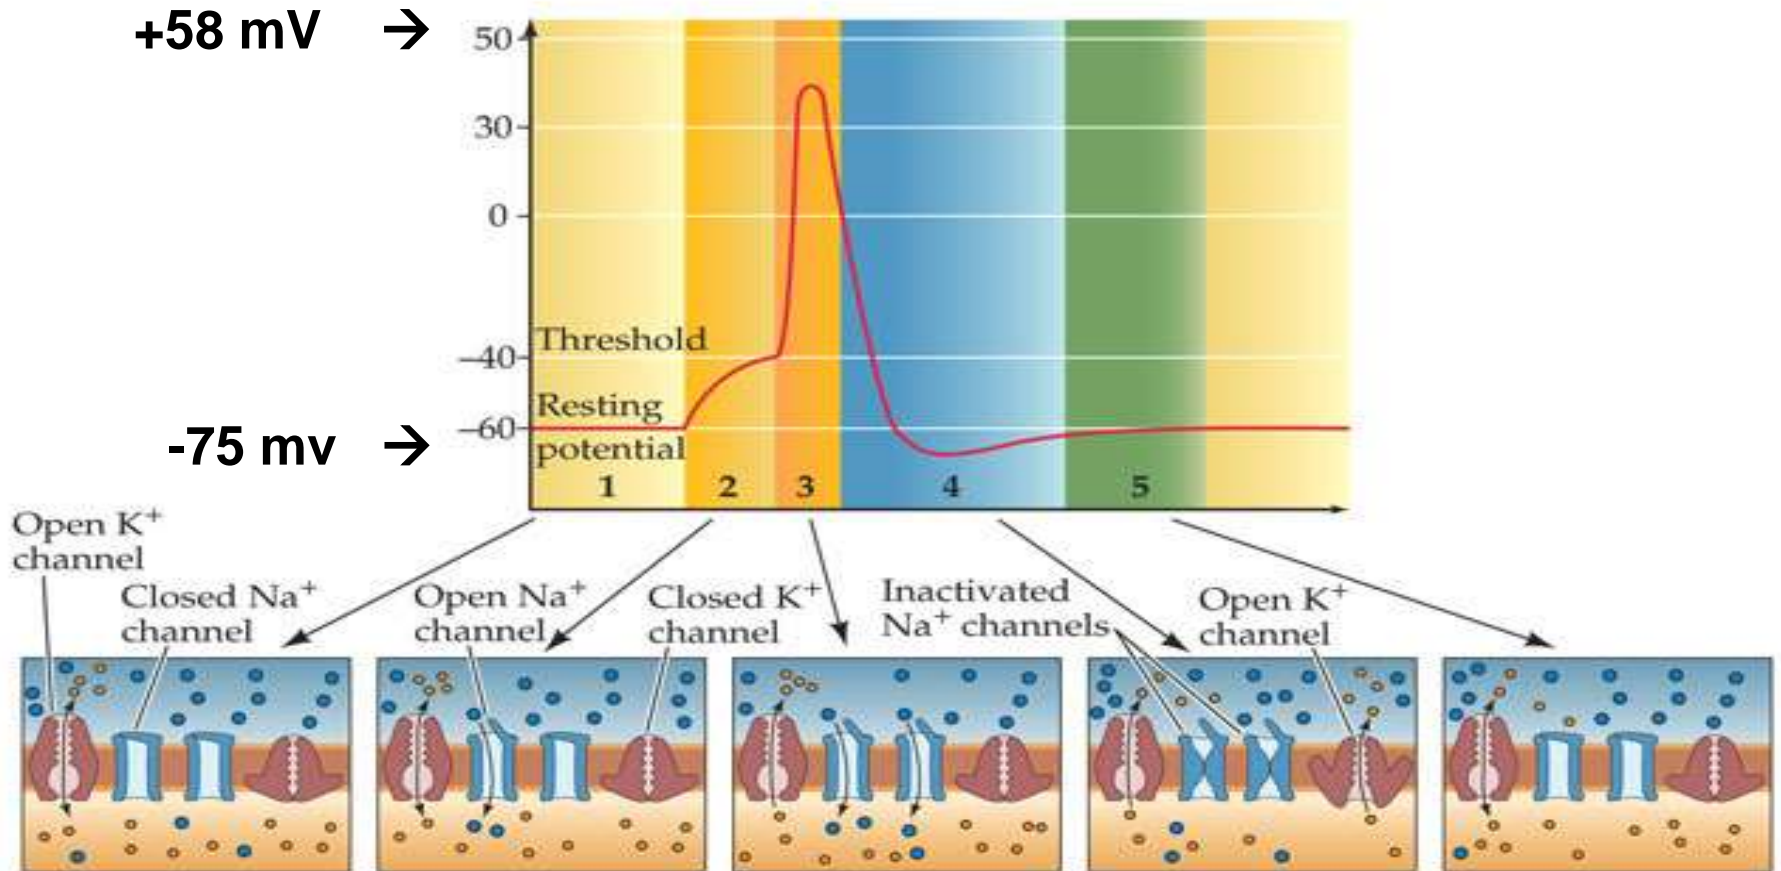 +58 mV →
50
30
0
–40
–60
Threshold
Resting
potential
-75 mv →
1 2 3 4 5
Open K+
channel
Closed Na+
channel
Open Na+
channel
Closed K+
channel
Inactivated
Na+ channels
Open K+
channel